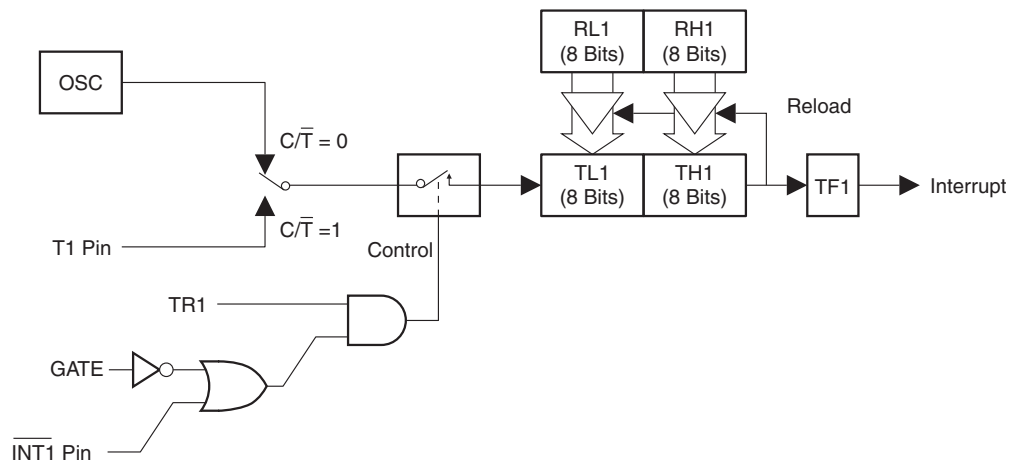 RL1
(8 Bits)
RH1
(8 Bits)
OSC
Reload
C/T̅ = 0
TL1
(8 Bits)
TH1
(8 Bits)
TF1
Interrupt
C/T̅ =1
T1 Pin
Control
TR1
GATE
I̅N̅T̅1̅ Pin